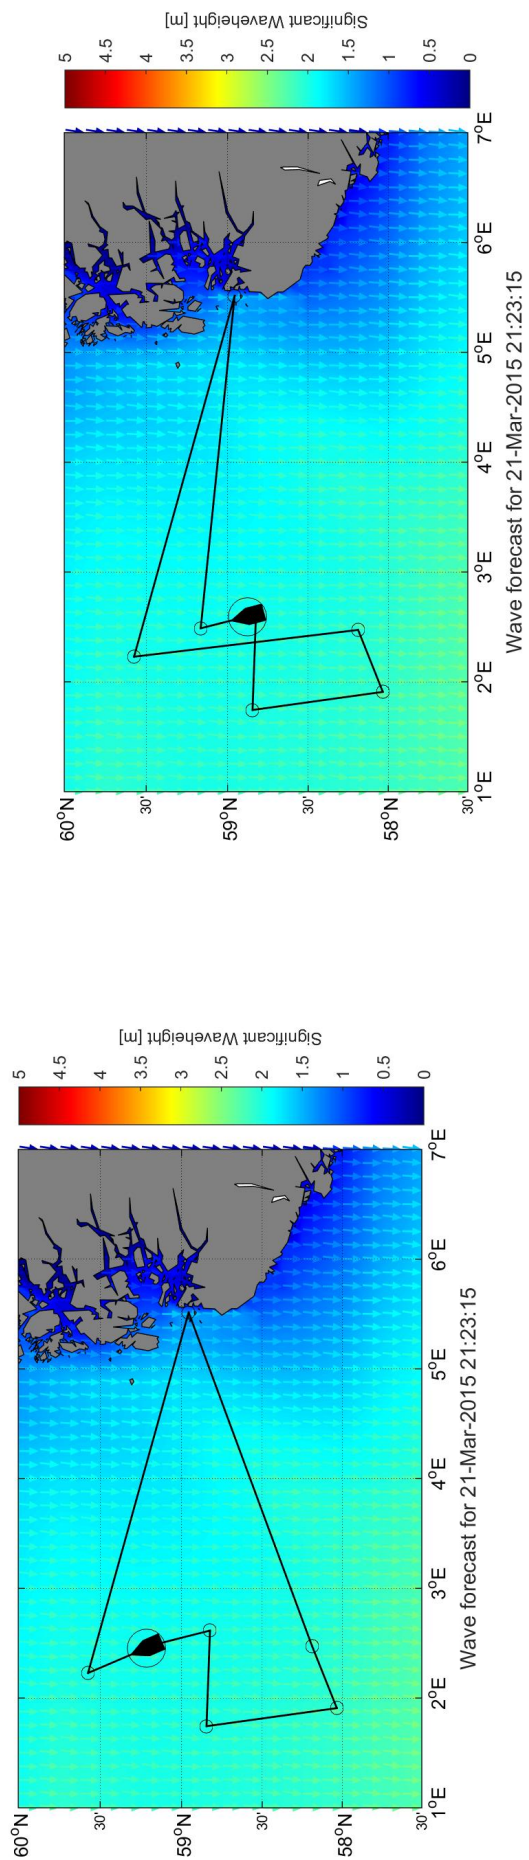 60°N
30'
59°N
30'
58°N
30'
1°E
2°E
3°E
4°E
5°E
6°E
7°E
Wave forecast for 21-Mar-2015 21:23:15
5
4.5
4
3.5
3
2.5
2
1.5
1
0.5
0
Significant Waveheight [m]
60°N
30'
59°N
30'
58°N
30'
1°E
2°E
3°E
4°E
5°E
6°E
7°E
Wave forecast for 21-Mar-2015 21:23:15
5
4.5
4
3.5
3
2.5
2
1.5
1
0.5
0
Significant Waveheight [m]